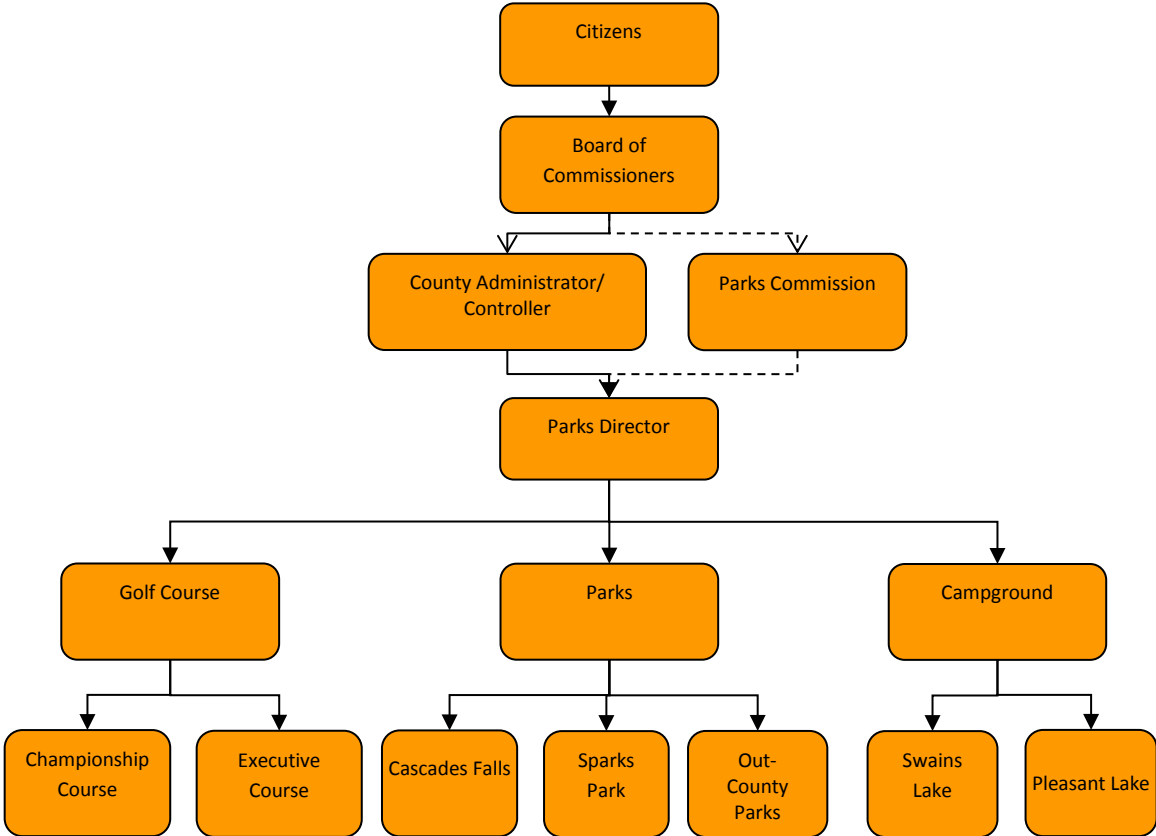 Citizens
Board of
Commissioners
County Administrator/
Controller
Parks Commission
Parks Director
Golf Course
Parks
Campground
Championship
Course
Executive
Course
Cascades Falls
Sparks
Park
Out-
County
Parks
Swains
Lake
Pleasant Lake